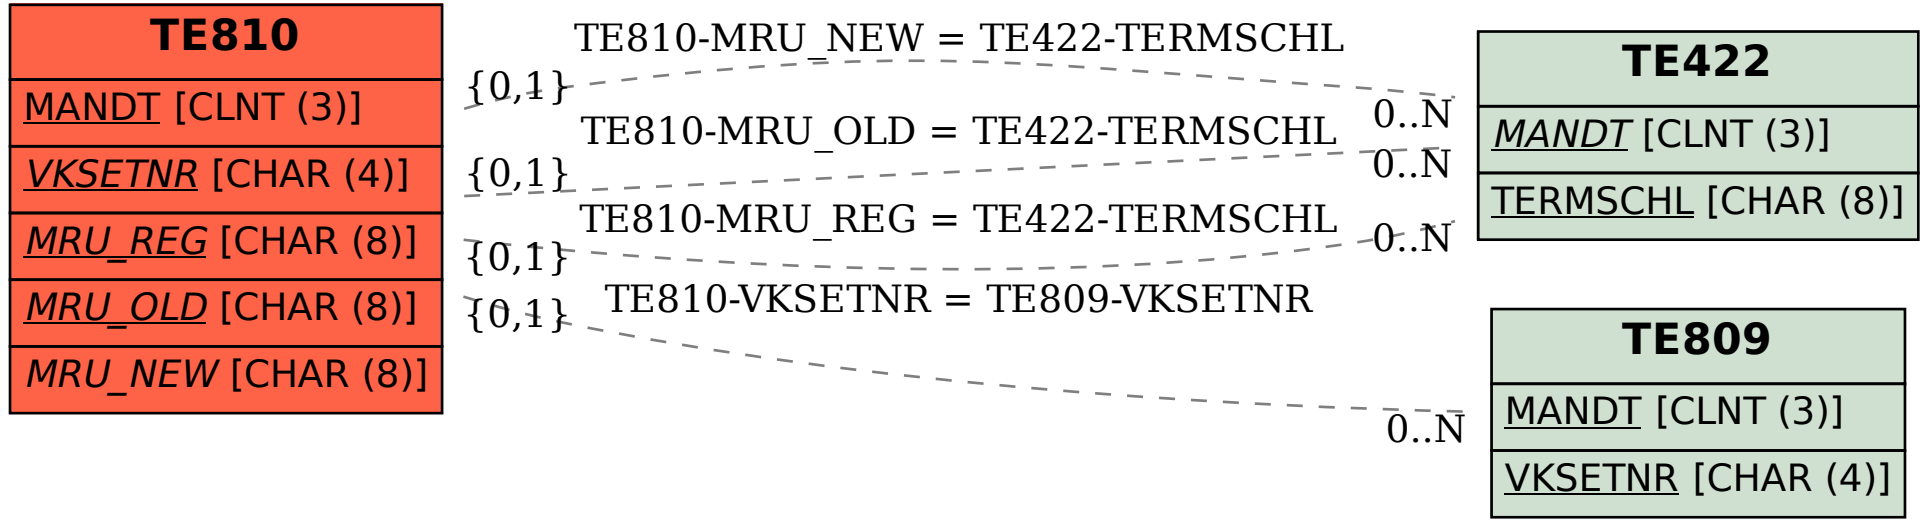 TE810
MANDT [CLNT (3)]
VKSETNR [CHAR (4)]
MRU_REG [CHAR (8)]
MRU_OLD [CHAR (8)]
MRU_NEW [CHAR (8)]
TE810-MRU_NEW = TE422-TERMSCHL
{0,1}
0..N
TE810-MRU_OLD = TE422-TERMSCHL
{0,1}
0..N
TE810-MRU_REG = TE422-TERMSCHL
{0,1}
0..N
TE810-VKSETNR = TE809-VKSETNR
{0,1}
0..N
TE422
MANDT [CLNT (3)]
TERMSCHL [CHAR (8)]
TE809
MANDT [CLNT (3)]
VKSETNR [CHAR (4)]